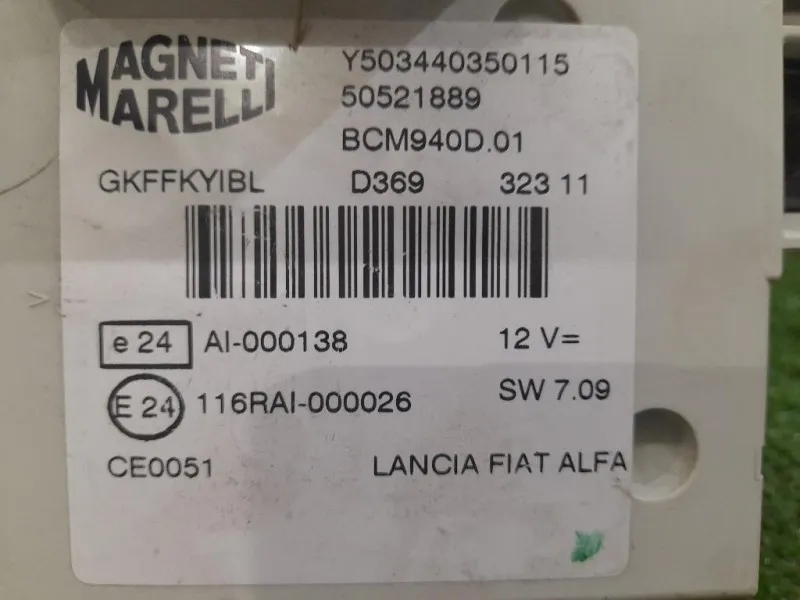 MAGNETI
MARELLI
Y503440350115
50521889
BCM940D.01
GKFFKYIBL D369 323 11
e 24 AI-000138 12 V=
E 24 116RAI-000026 SW 7.09
CE0051 LANCIA FIAT ALFA